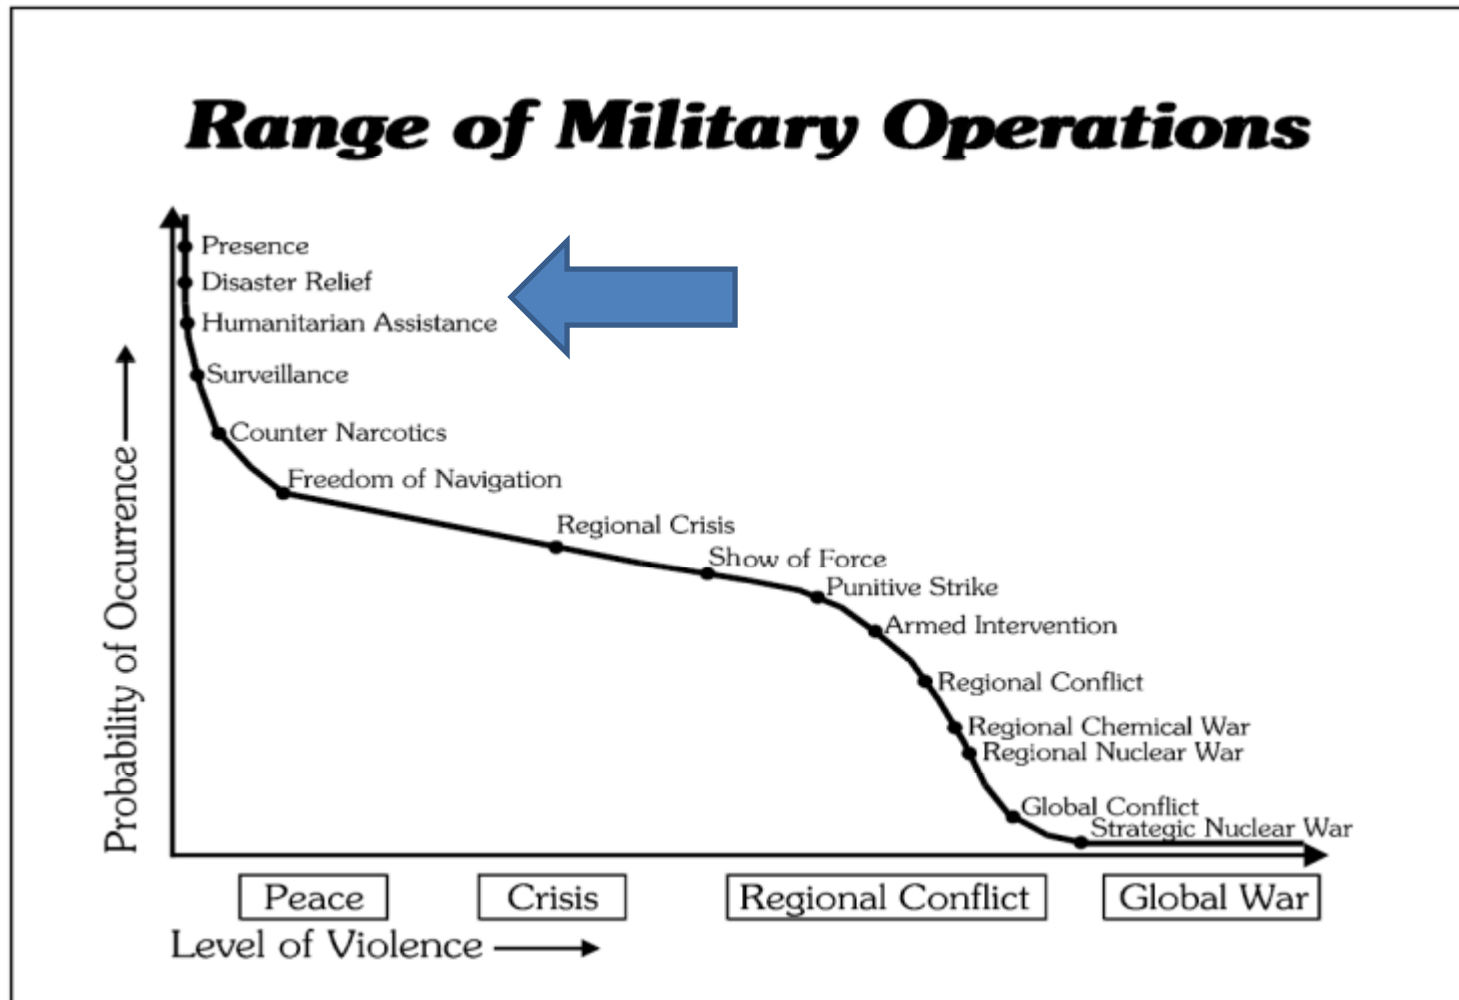 Range of Military Operations
Presence
Disaster Relief
Humanitarian Assistance
Surveillance
Counter Narcotics
Freedom of Navigation
Regional Crisis
Show of Force
Punitive Strike
Armed Intervention
Regional Conflict
Regional Chemical War
Regional Nuclear War
Global Conflict
Strategic Nuclear War
Probability of Occurrence
Peace
Crisis
Regional Conflict
Global War
Level of Violence